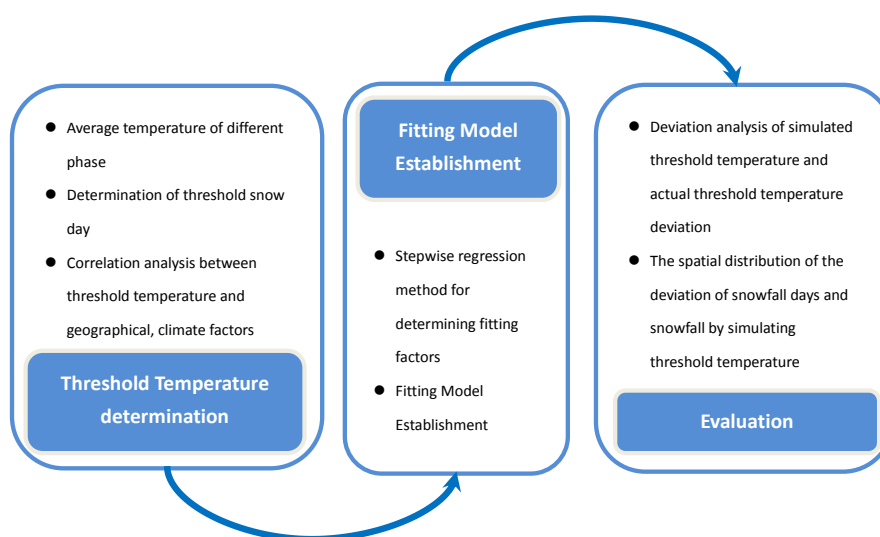 ● Average temperature of different
phase
● Determination of threshold snow
day
● Correlation analysis between
threshold temperature and
geographical, climate factors
Threshold Temperature
determination
Fitting Model
Establishment
● Stepwise regression
method for
determining fitting
factors
● Fitting Model
Establishment
● Deviation analysis of simulated
threshold temperature and
actual threshold temperature
deviation
● The spatial distribution of the
deviation of snowfall days and
snowfall by simulating
threshold temperature
Evaluation